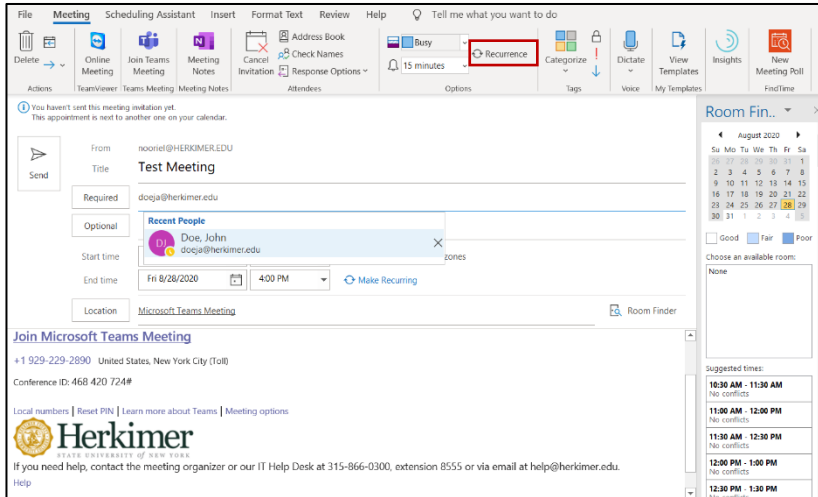 File Meeting Scheduling Assistant Insert Format Text Review Help Tell me what you want to do
Delete
Actions
Online Meeting
TeamViewer
Join Teams Meeting
Teams Meeting
Meeting Notes
Meeting Notes
Cancel Invitation
Address Book
Check Names
Response Options
Attendees
Busy
15 minutes
Recurrence
Options
Categorize
Tags
Dictate
Voice
View Templates
My Templates
Insights
New Meeting Poll
FindTime
You haven't sent this meeting invitation yet.
This appointment is next to another one on your calendar.
Send
From nooriel@HERKIMER.EDU
Title Test Meeting
Required doeja@herkimer.edu
Optional
Recent People
DJ
Doe, John
doeja@herkimer.edu
Start time zones
End time Fri 8/28/2020 4:00 PM Make Recurring
Location Microsoft Teams Meeting Room Finder
Join Microsoft Teams Meeting
+1 929-229-2890 United States, New York City (Toll)
Conference ID: 468 420 724#
Local numbers | Reset PIN | Learn more about Teams | Meeting options
Herkimer
STATE UNIVERSITY OF NEW YORK
If you need help, contact the meeting organizer or our IT Help Desk at 315-866-0300, extension 8555 or via email at help@herkimer.edu.
Help
Room Fin..
August 2020
Su Mo Tu We Th Fr Sa
26 27 28 29 30 31 1
2 3 4 5 6 7 8
9 10 11 12 13 14 15
16 17 18 19 20 21 22
23 24 25 26 27 28 29
30 31 1 2 3 4 5
Good Fair Poor
Choose an available room:
None
Suggested times:
10:30 AM - 11:30 AM
No conflicts
11:00 AM - 12:00 PM
No conflicts
11:30 AM - 12:30 PM
No conflicts
12:00 PM - 1:00 PM
No conflicts
12:30 PM - 1:30 PM
No conflicts